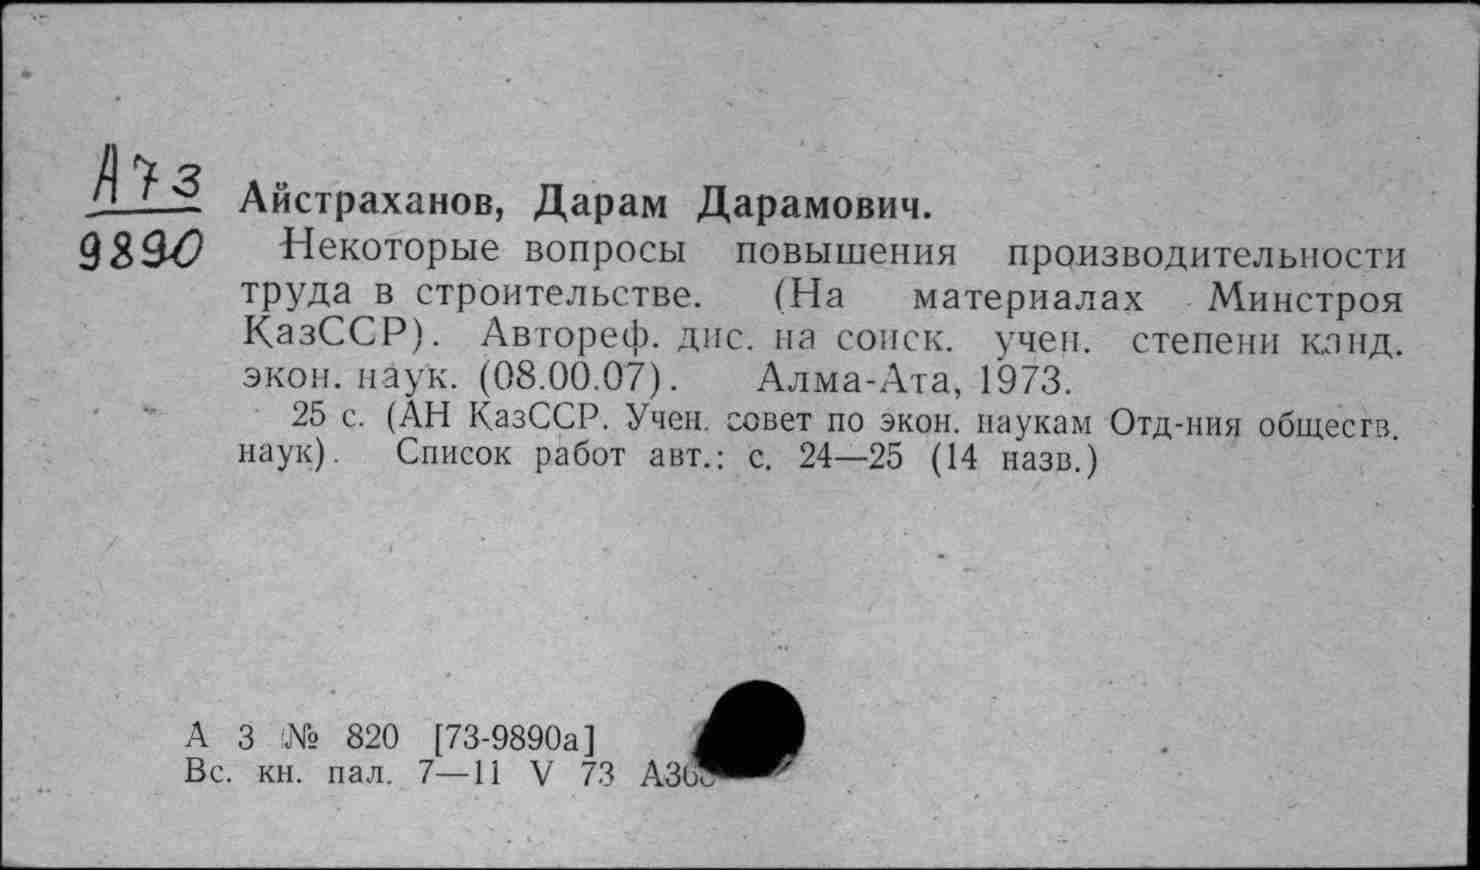 А73
9890
Айстраханов, Дарам Дарамович.
Некоторые вопросы повышения производительности
труда в строительстве. (На материалах Минстроя
КазССР). Автореф. дис. на соиск. учен. степени канд.
экон. наук. (08.00.07). Алма-Ата, 1973.
25 с. (АН КазССР. Учен. совет по экон. наукам Отд-ния обществ.
наук). Список работ авт.: с. 24—25 (14 назв.)
А 3 № 820 [73-9890а]
Вс. кн. пал. 7—11 V 73